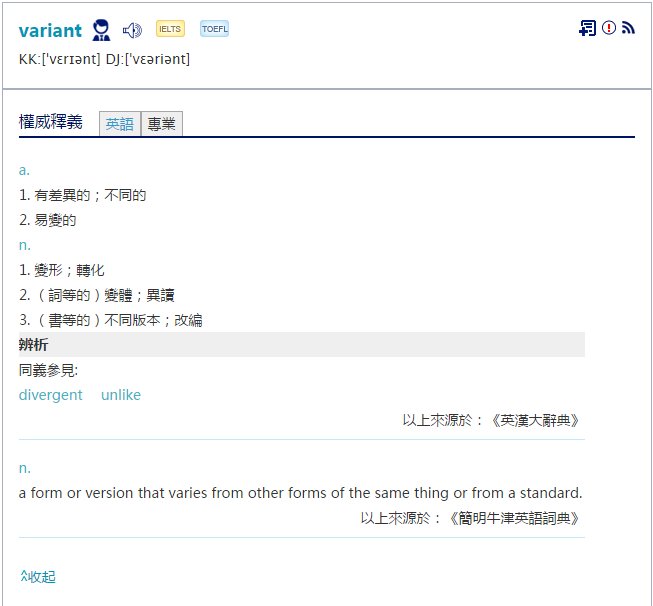 variant IELTS TOEFL
KK:['vɛrɪənt] DJ:['vɛəriənt]
權威釋義 英語 專業
a.
1. 有差異的；不同的
2. 易變的
n.
1. 變形；轉化
2.（詞等的）變體；異讀
3.（書等的）不同版本；改編
辨析
同義參見:
divergent unlike
以上來源於：《英漢大辭典》
n.
a form or version that varies from other forms of the same thing or from a standard.
以上來源於：《簡明牛津英語詞典》
收起